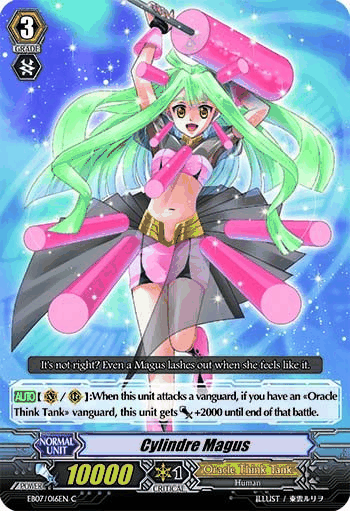 3
GRADE
It's not right? Even a Magus lashes out when she feels like it.
AUTO【 / 】:When this unit attacks a vanguard, if you have an «Oracle
Think Tank» vanguard, this unit gets +2000 until end of that battle.
NORMAL
UNIT
Cylindre Magus
POWER
10000
1
CRITICAL
Oracle Think Tank
Human
EB07/016EN C
ILLUST / 東雲ルリヲ